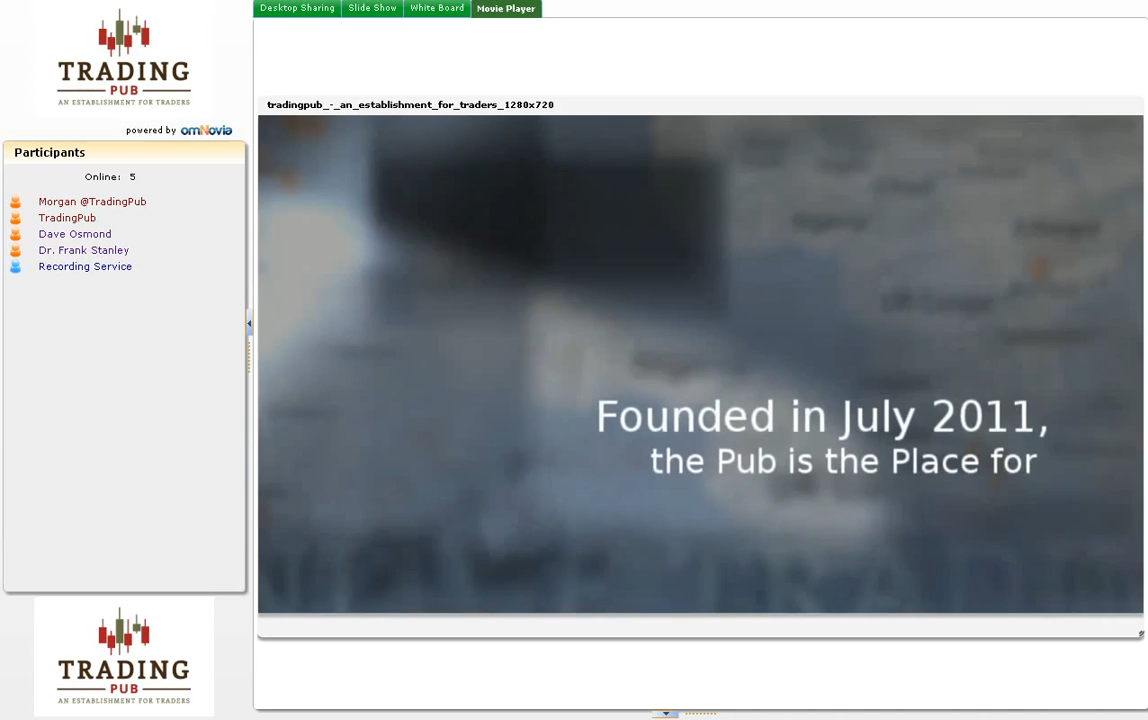 Desktop Sharing
Slide Show
White Board
Movie Player
TRADING
PUB
AN ESTABLISHMENT FOR TRADERS
powered by omNovia
Participants
Online: 5
Morgan @TradingPub
TradingPub
Dave Osmond
Dr. Frank Stanley
Recording Service
tradingpub_-_an_establishment_for_traders_1280x720
Founded in July 2011,
the Pub is the Place for
TRADING
PUB
AN ESTABLISHMENT FOR TRADERS